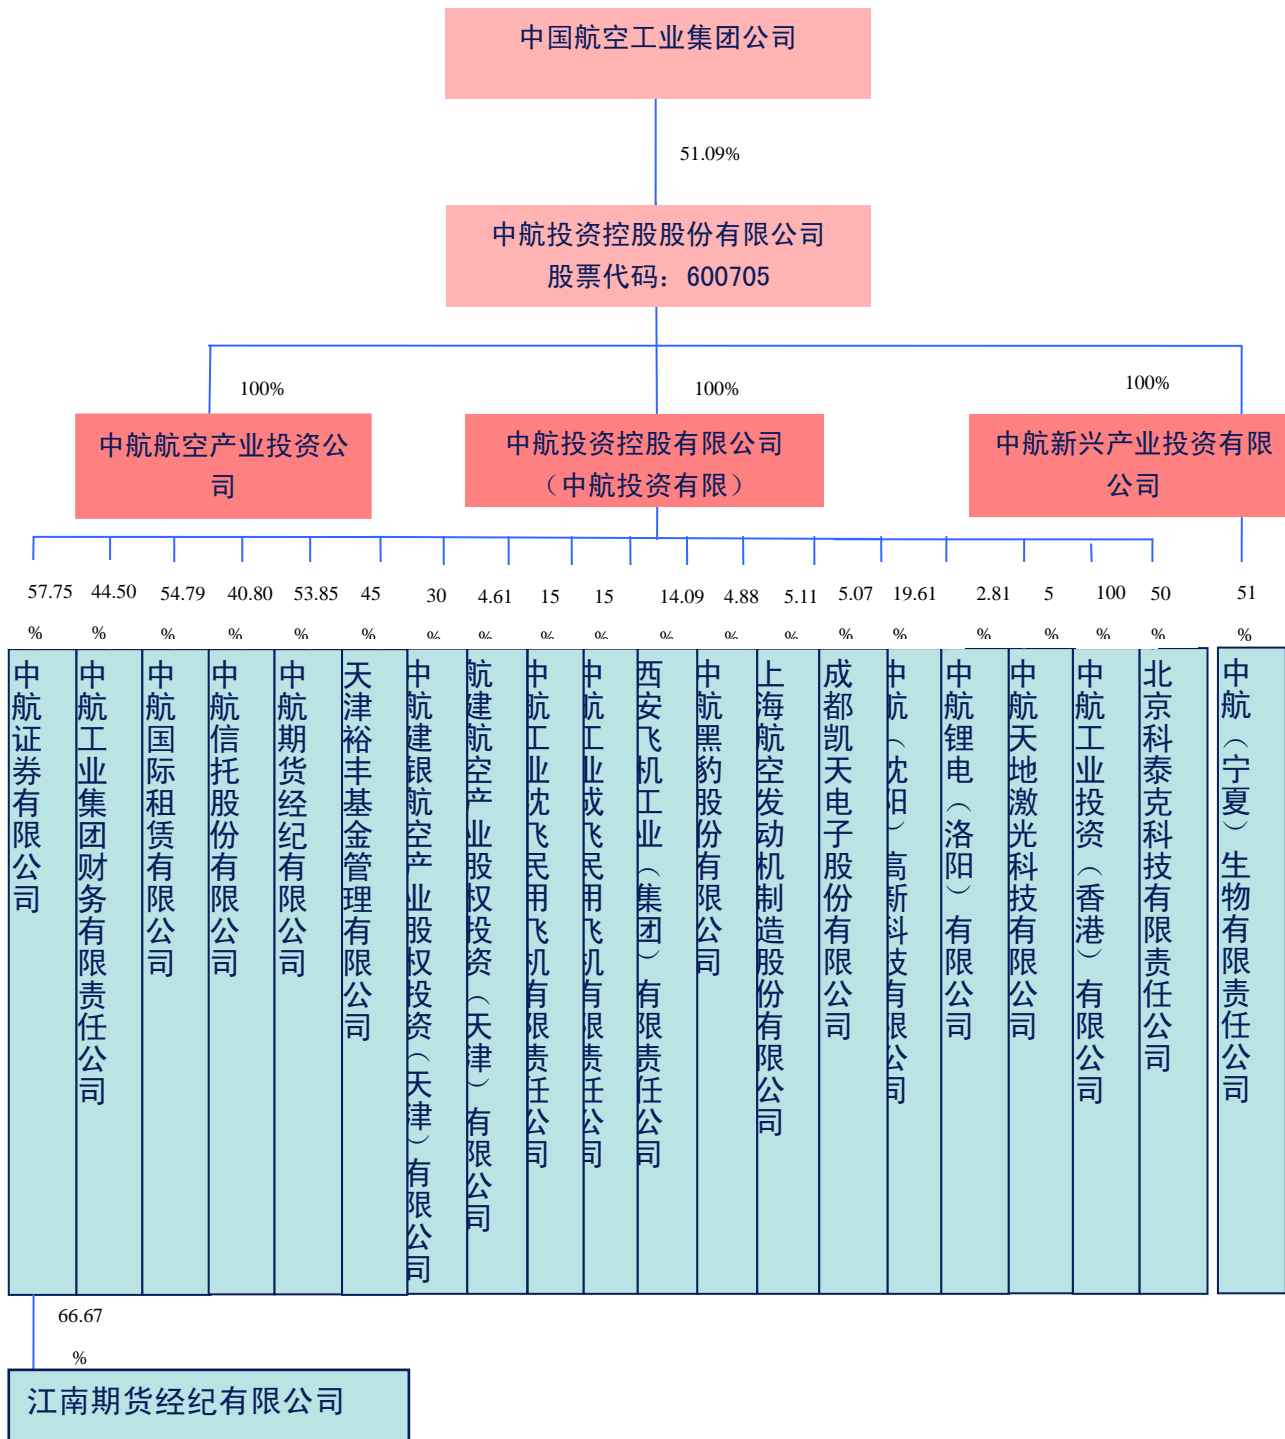 中国航空工业集团公司
51.09%
中航投资控股股份有限公司
股票代码：600705
100%
100%
100%
中航航空产业投资公
司
中航投资控股有限公司
（中航投资有限）
中航新兴产业投资有限
公司
57.75
%
44.50
%
54.79
%
40.80
%
53.85
%
45
%
30
%
4.61
%
15
%
15
%
14.09
%
4.88
%
5.11
%
5.07
%
19.61
%
2.81
%
5
%
100
%
50
%
51
%
中航证券有限公司
中航工业集团财务有限责任公司
中航国际租赁有限公司
中航信托股份有限公司
中航期货经纪有限公司
天津裕丰基金管理有限公司
中航建银航空产业股权投资（天津）有限公司
航建航空产业股权投资（天津）有限公司
中航工业沈飞民用飞机有限责任公司
中航工业成飞民用飞机有限责任公司
西安飞机工业（集团）有限责任公司
中航黑豹股份有限公司
上海航空发动机制造股份有限公司
成都凯天电子股份有限公司
中航（沈阳）高新科技有限公司
中航锂电（洛阳）有限公司
中航天地激光科技有限公司
中航工业投资（香港）有限公司
北京科泰克科技有限责任公司
中航（宁夏）生物有限责任公司
66.67
%
江南期货经纪有限公司